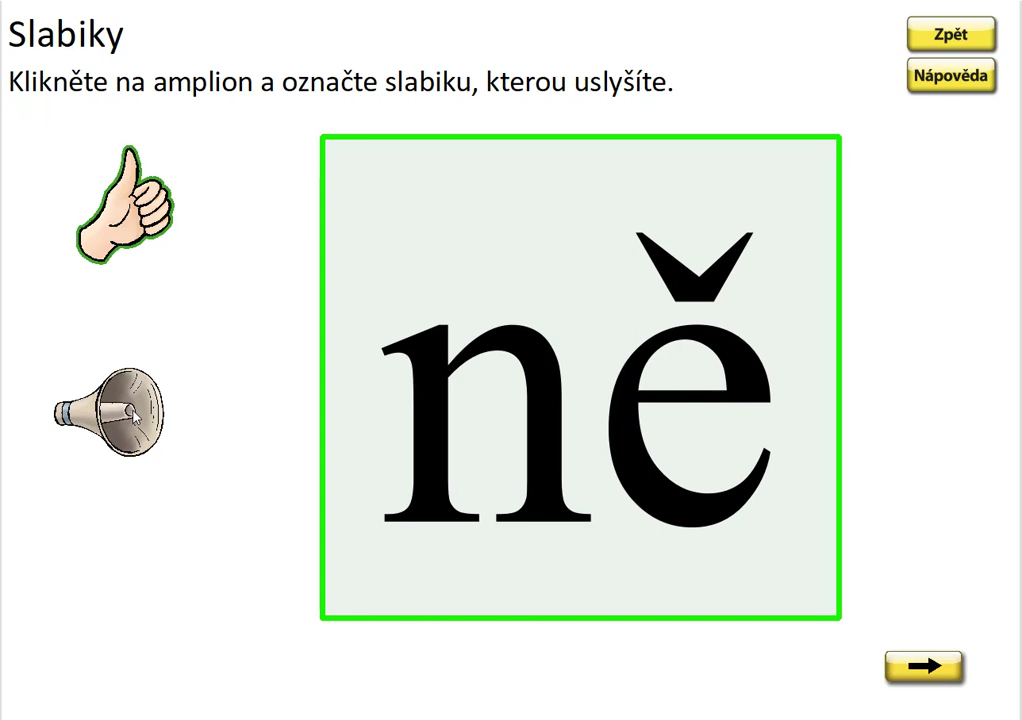 Slabiky
Zpět
Klikněte na amplion a označte slabiku, kterou uslyšíte.
Nápověda
ně